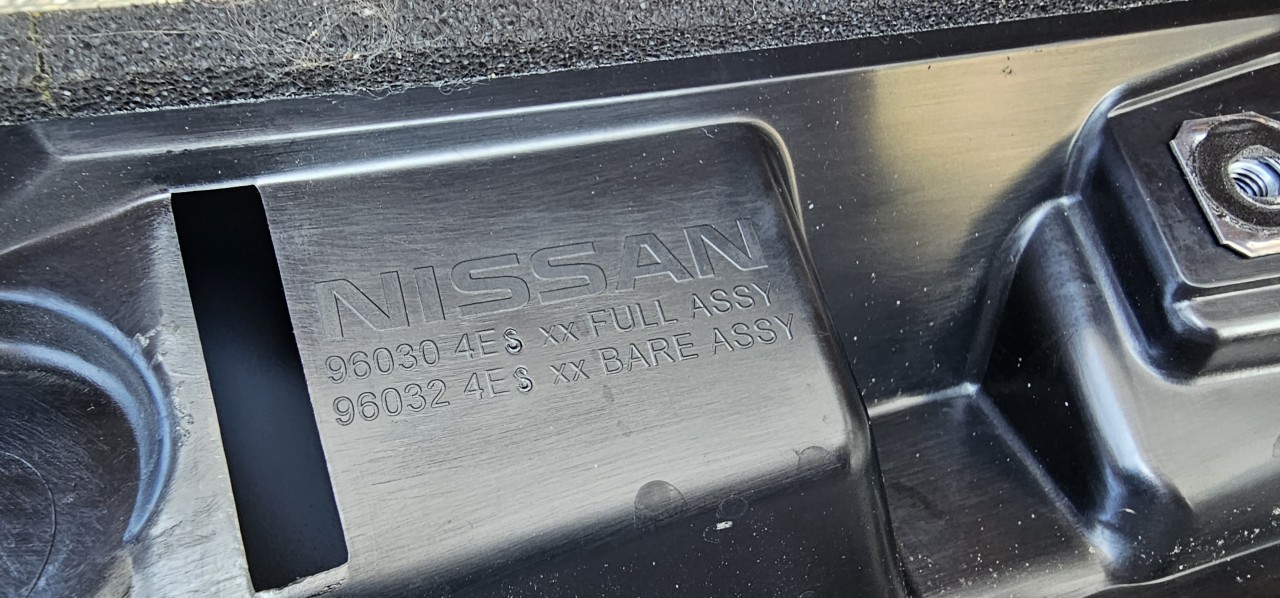 NISSAN
96030 4ES xx FULL ASSY
96032 4ES xx BARE ASSY